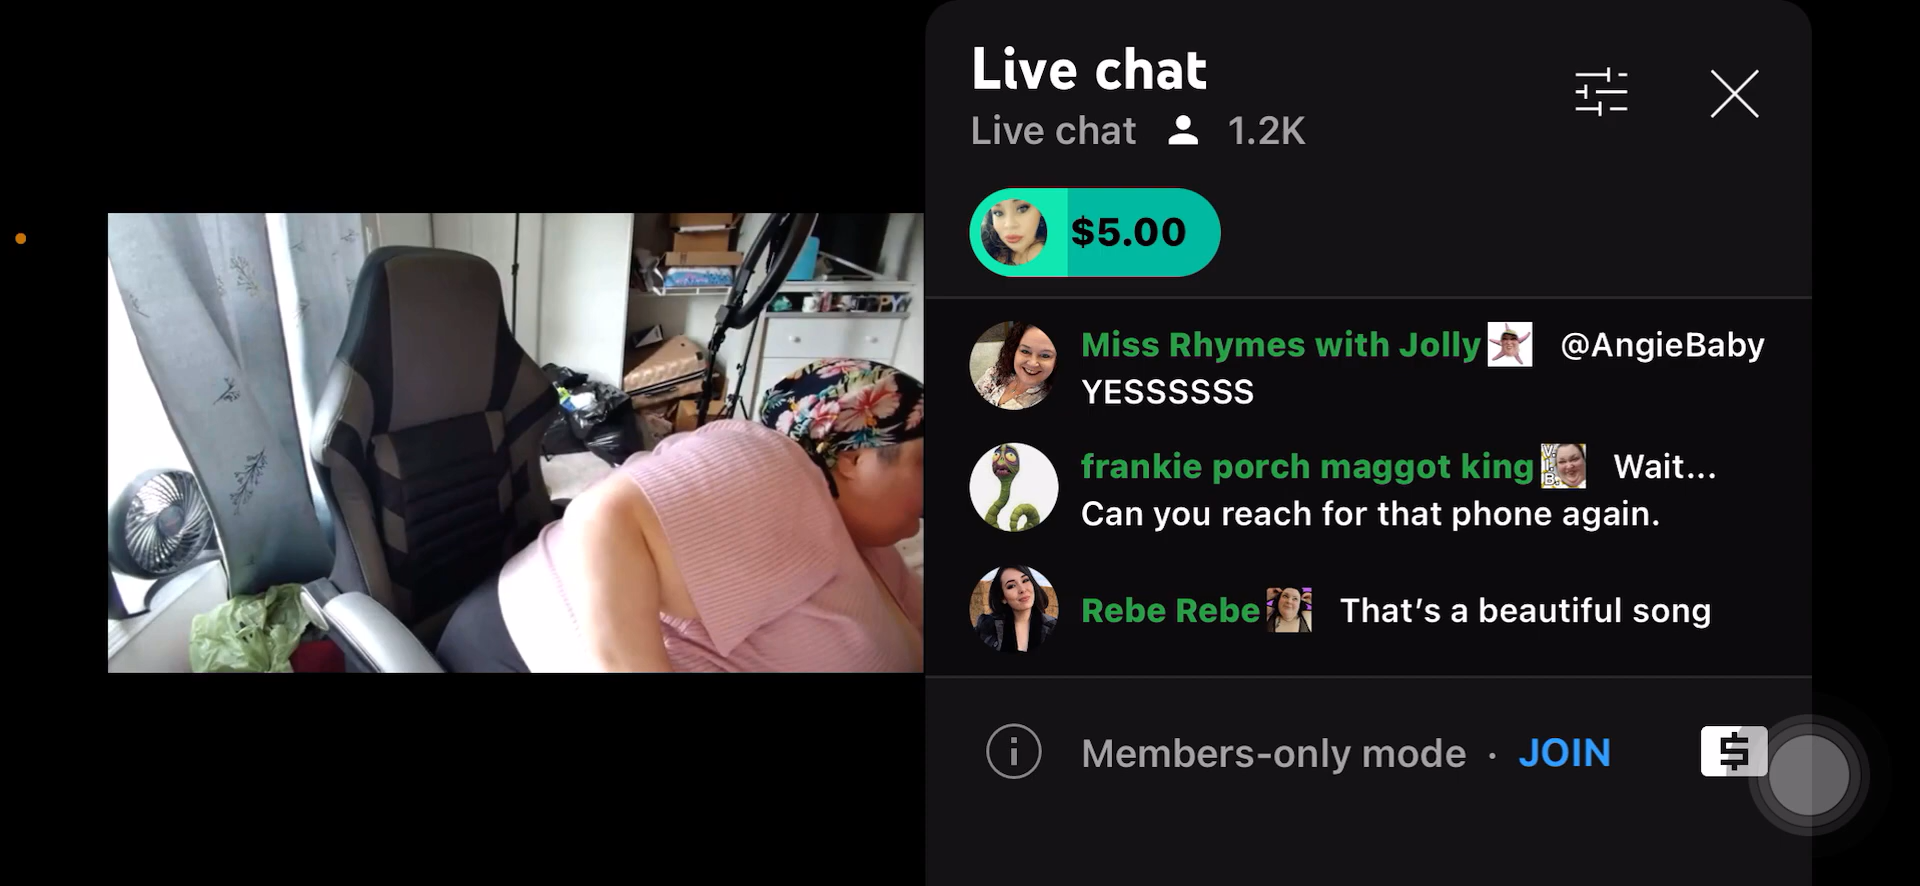 Live chat
Live chat 1.2K
$5.00
Miss Rhymes with Jolly @AngieBaby
YESSSSSS
frankie porch maggot king V.I.B. Wait...
Can you reach for that phone again.
Rebe Rebe That’s a beautiful song
Members-only mode · JOIN
$